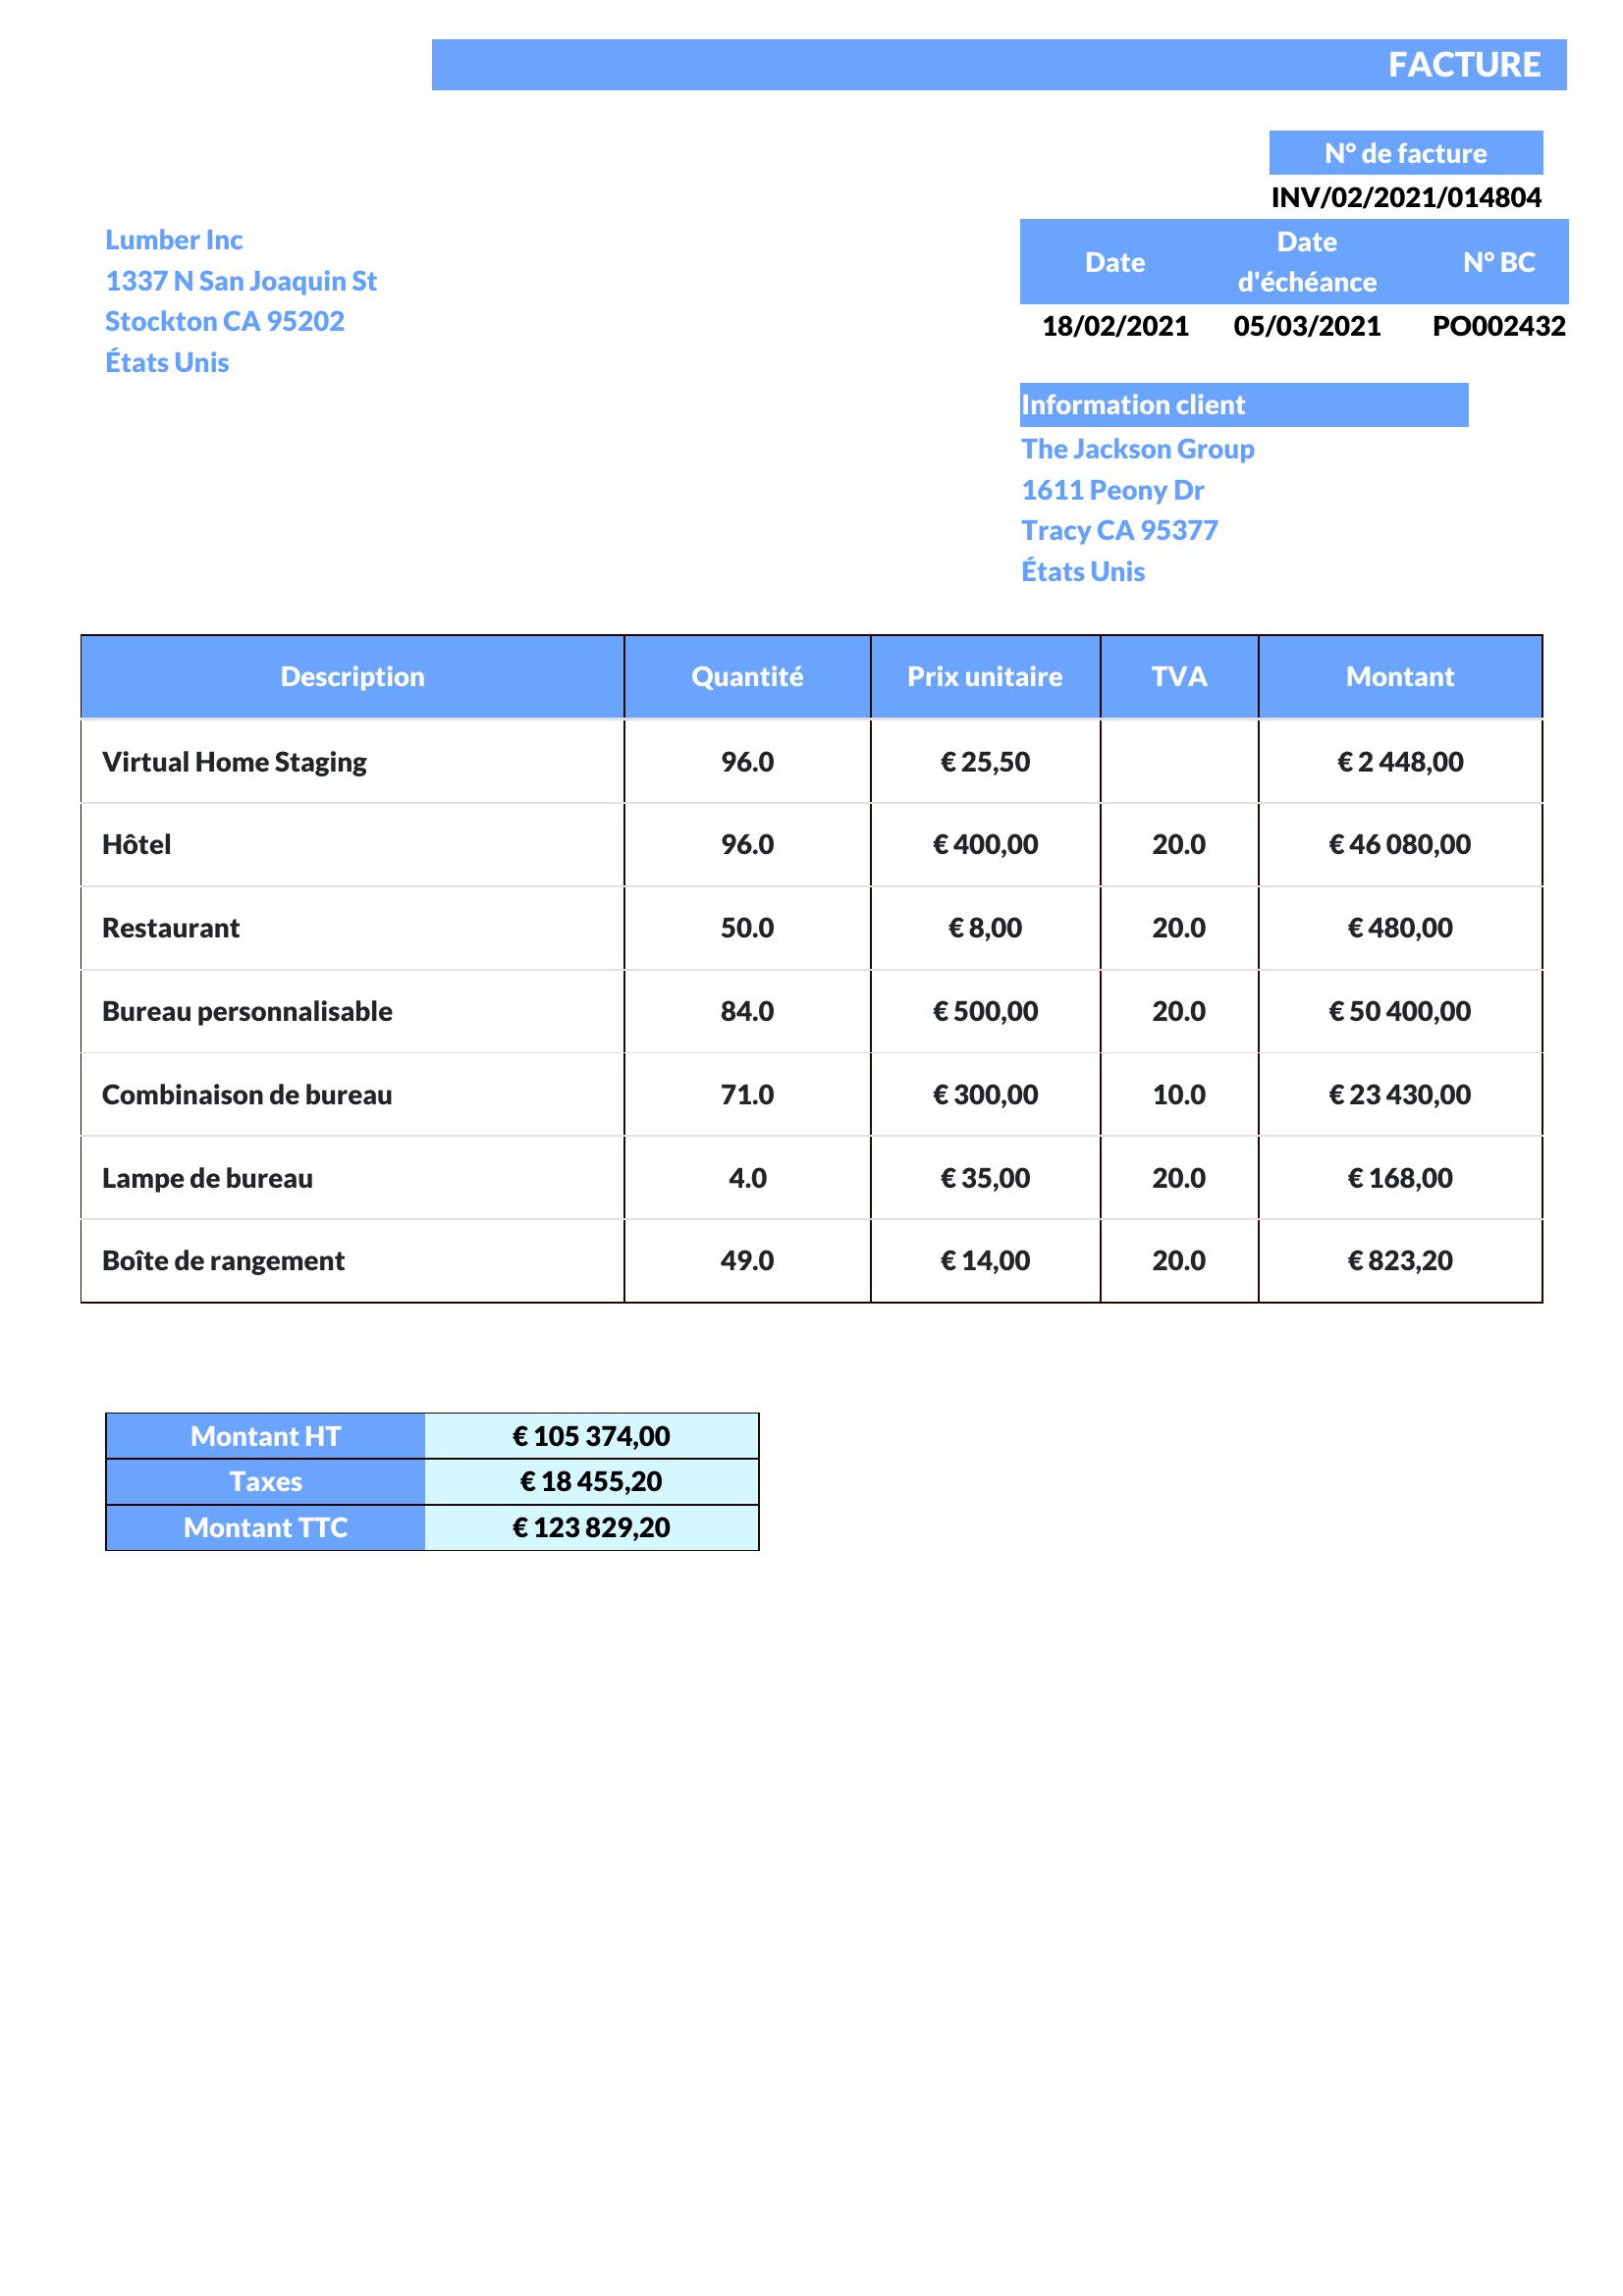 FACTURE
N° de facture
INV/02/2021/014804
Lumber Inc
1337 N San Joaquin St
Stockton CA 95202
États Unis
Date Date d'échéance N° BC
18/02/2021 05/03/2021 PO002432
Information client
The Jackson Group
1611 Peony Dr
Tracy CA 95377
États Unis
Description Quantité Prix unitaire TVA Montant
Virtual Home Staging 96.0 € 25,50 € 2 448,00
Hôtel 96.0 € 400,00 20.0 € 46 080,00
Restaurant 50.0 € 8,00 20.0 € 480,00
Bureau personnalisable 84.0 € 500,00 20.0 € 50 400,00
Combinaison de bureau 71.0 € 300,00 10.0 € 23 430,00
Lampe de bureau 4.0 € 35,00 20.0 € 168,00
Boîte de rangement 49.0 € 14,00 20.0 € 823,20
Montant HT € 105 374,00
Taxes € 18 455,20
Montant TTC € 123 829,20